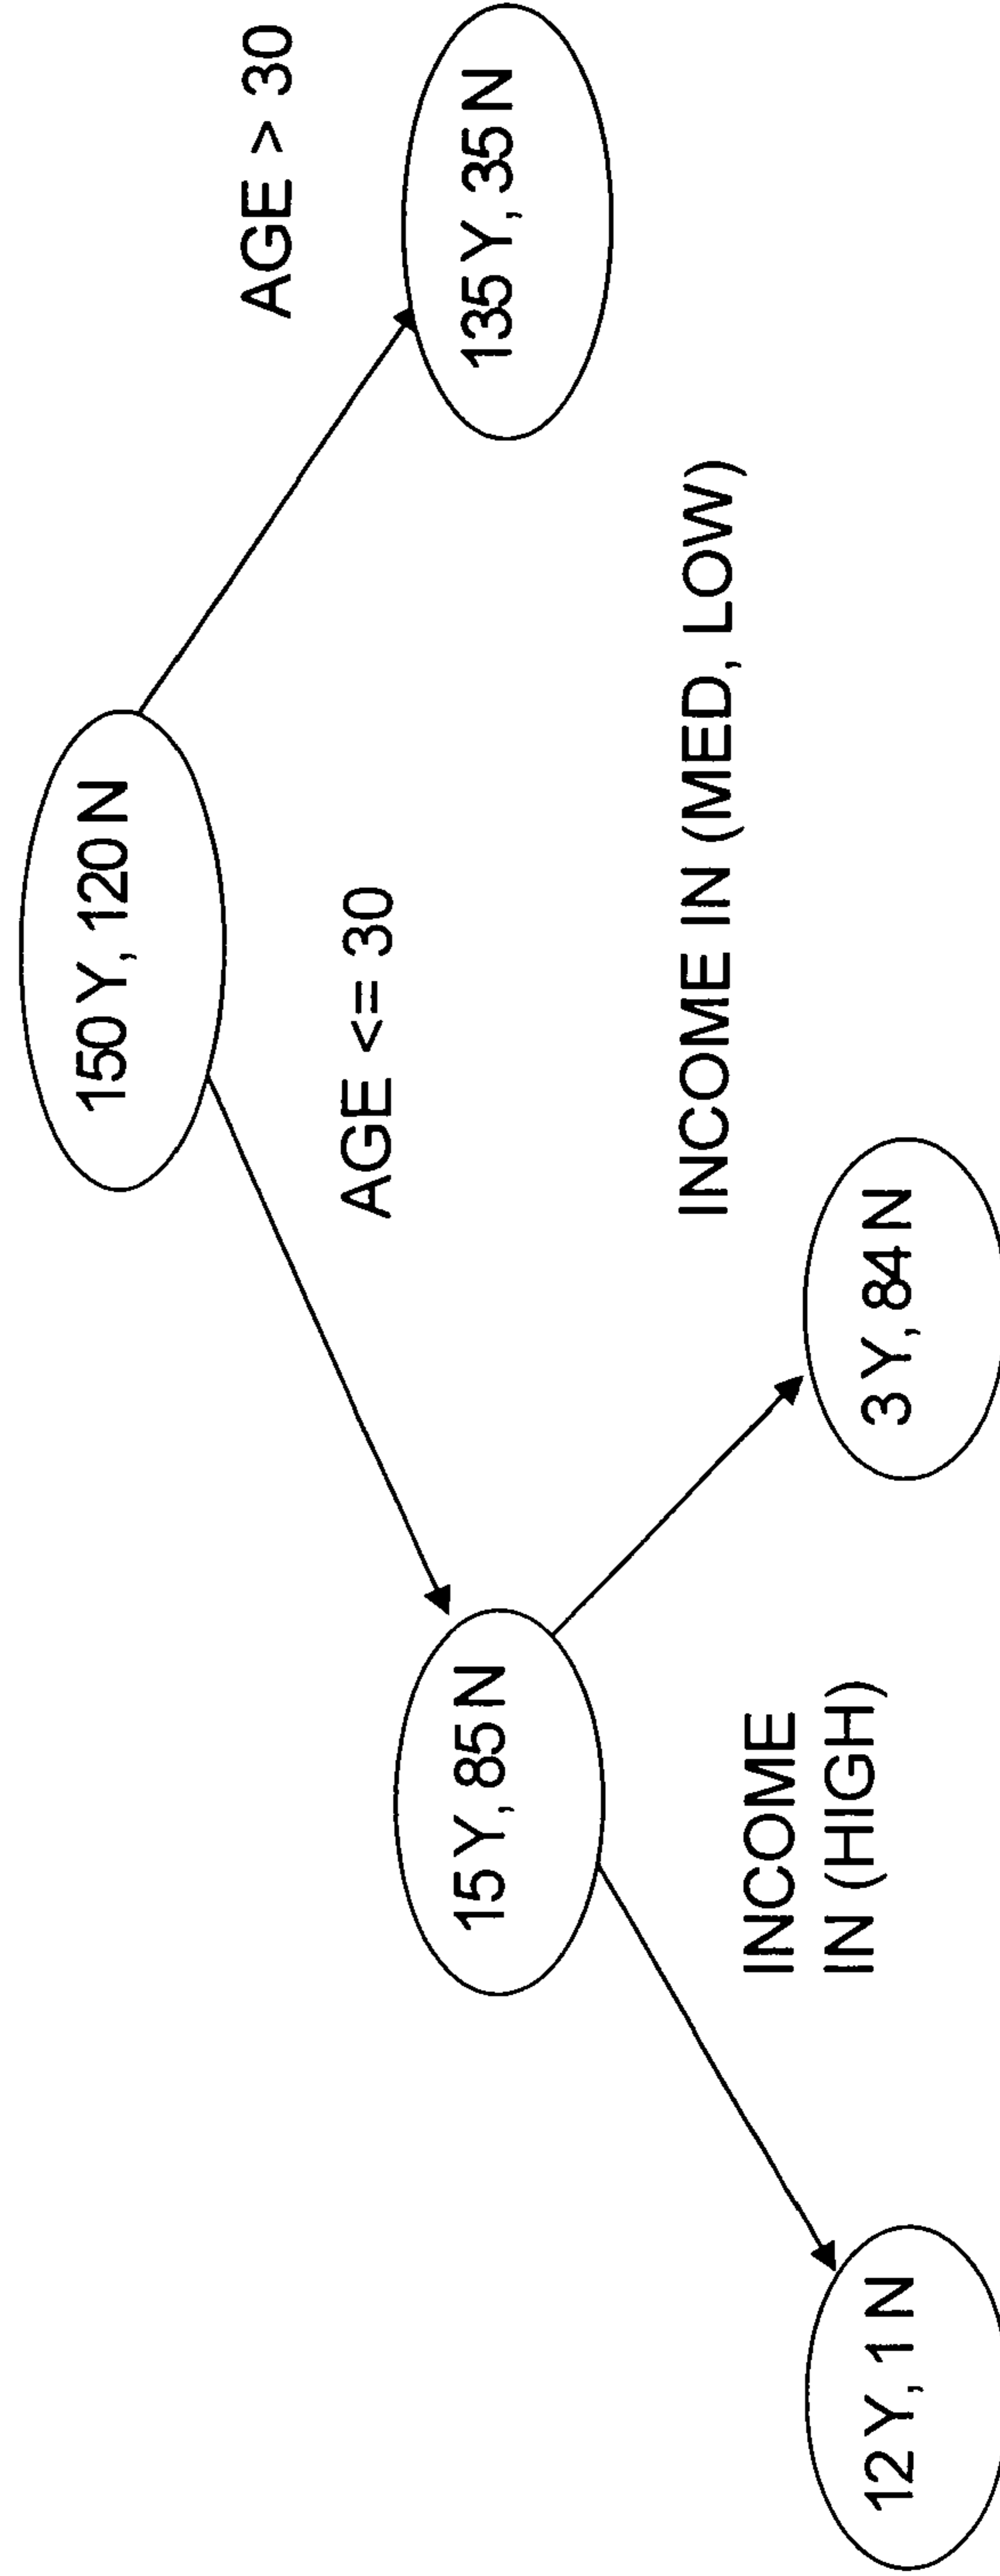 150 Y, 120 N
AGE > 30
AGE <= 30
15 Y, 85 N
135 Y, 35 N
INCOME IN (MED, LOW)
INCOME
IN (HIGH)
12 Y, 1 N
3 Y, 84 N